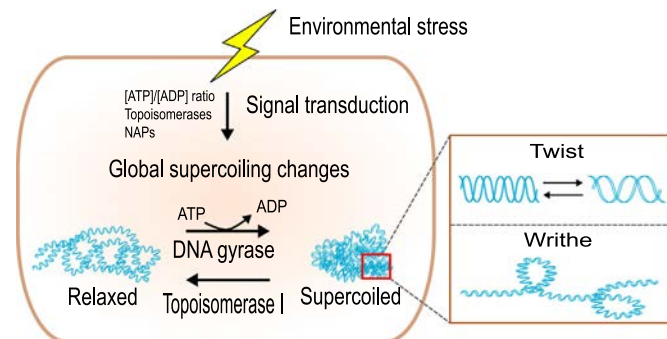 Environmental stress
[ATP]/[ADP] ratio
Topoisomerases
NAPs
Signal transduction
Global supercoiling changes
ATP
ADP
DNA gyrase
Relaxed
Topoisomerase I
Supercoiled
Twist
Writhe